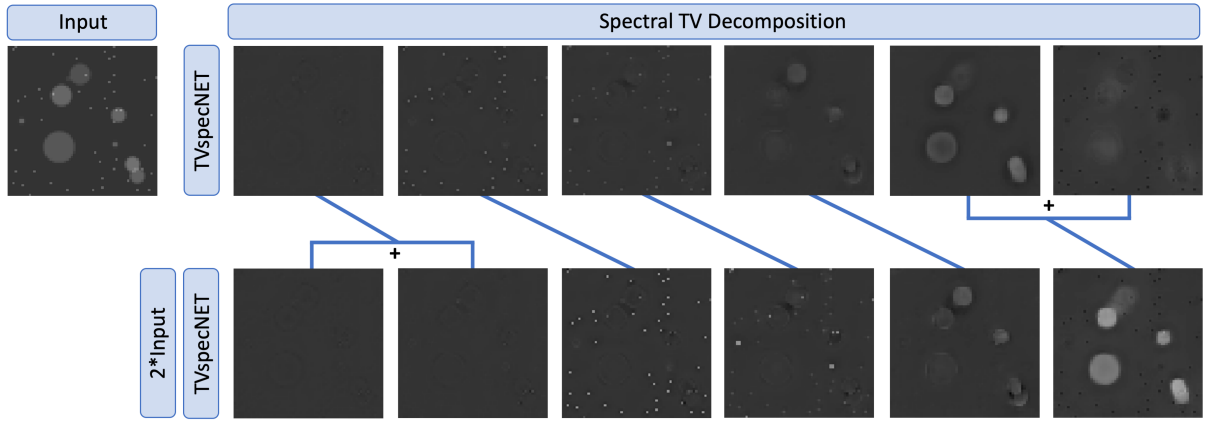 Input
Spectral TV Decomposition
TVspecNET
+
+
2*Input
TVspecNET